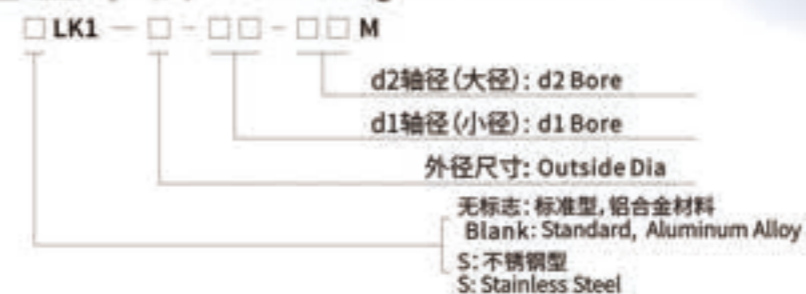 □LK1 — □ - □□ - □□ M
d2轴径(大径): d2 Bore
d1轴径(小径): d1 Bore
外径尺寸: Outside Dia
无标志: 标准型, 铝合金材料
Blank: Standard, Aluminum Alloy
S: 不锈钢型
S: Stainless Steel